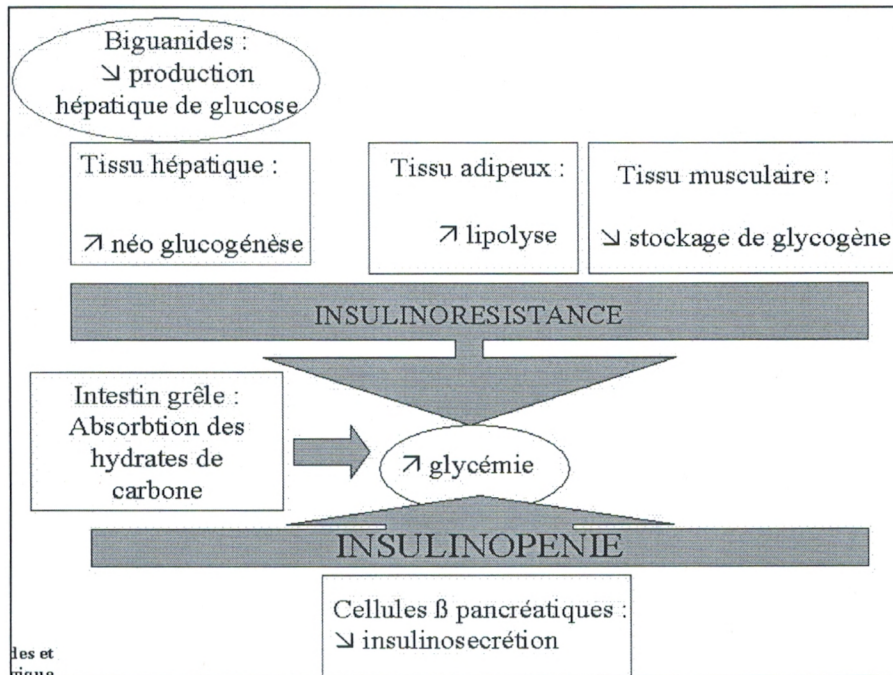 Biguanides :
↘ production
hépatique de glucose
Tissu hépatique :
↗ néo glucogénèse
Tissu adipeux :
↗ lipolyse
Tissu musculaire :
↘ stockage de glycogène
INSULINORESISTANCE
Intestin grêle :
Absorbtion des
hydrates de
carbone
↗ glycémie
INSULINOPENIE
Cellules ß pancréatiques :
↘ insulinosecrétion
des et